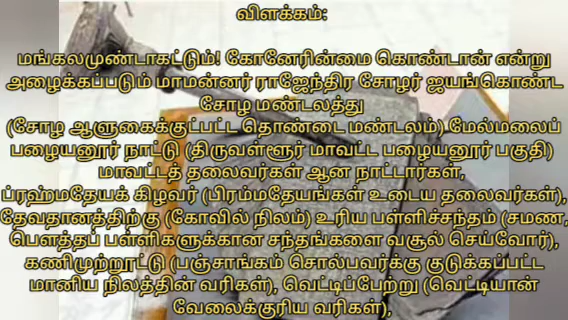 விளக்கம்:
மங்கலமுண்டாகட்டும்! கோனேரின்மை கொண்டான் என்று
அழைக்கப்படும் மாமன்னர் ராஜேந்திர சோழர் ஜயங்கொண்ட
சோழ மண்டலத்து
(சோழ ஆளுகைக்குட்பட்ட தொண்டை மண்டலம்) மேல்மலைப்
பழையனூர் நாட்டு (திருவள்ளூர் மாவட்ட பழையனூர் பகுதி)
மாவட்டத் தலைவர்கள் ஆன நாட்டார்கள்,
ப்ரஹ்மதேயக் கிழவர் (பிரம்மதேயங்கள் உடைய தலைவர்கள்),
தேவதானத்திற்கு (கோவில் நிலம்) உரிய பள்ளிச்சந்தம் (சமண,
பௌத்தப் பள்ளிகளுக்கான சந்தங்களை வசூல் செய்வோர்),
கணிமுற்றூட்டு (பஞ்சாங்கம் சொல்பவர்க்கு குடுக்கப்பட்ட
மானிய நிலத்தின் வரிகள்), வெட்டிப்பேற்று (வெட்டியான்
வேலைக்குரிய வரிகள்),